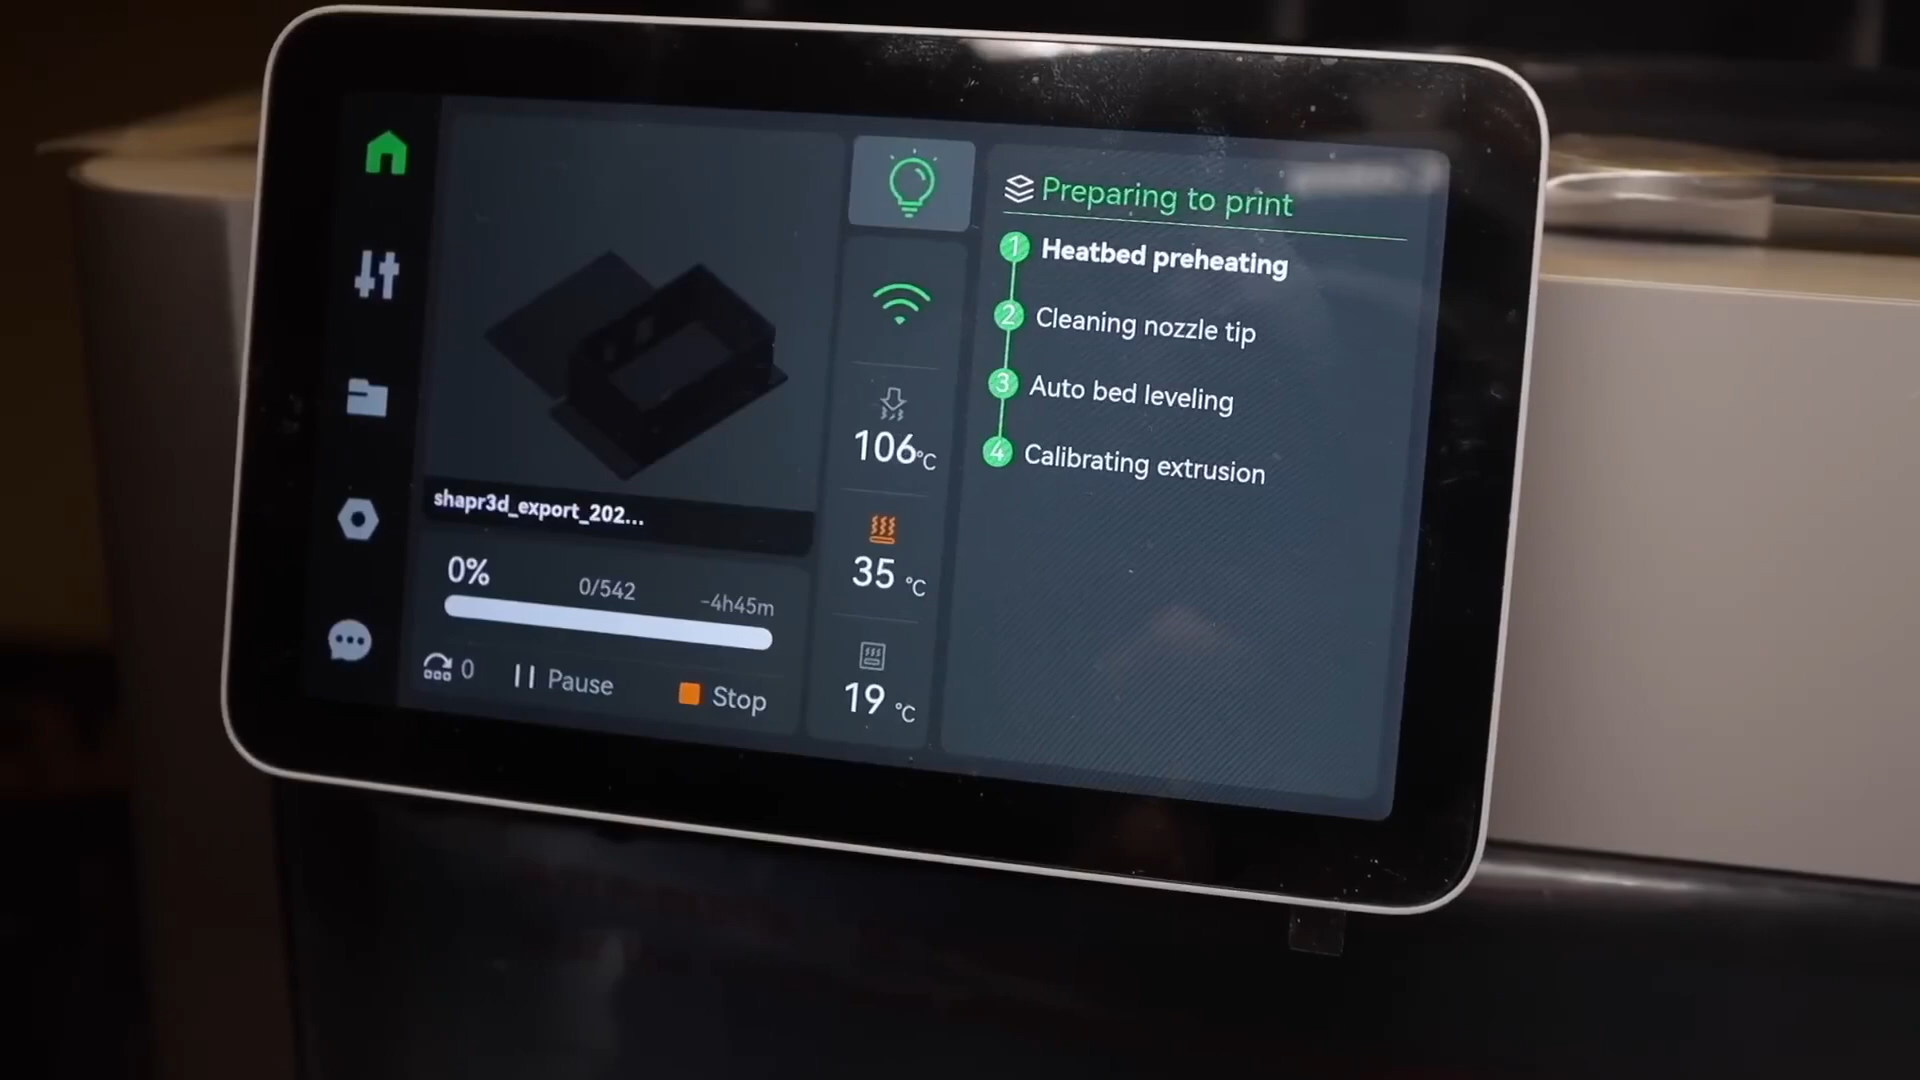 shapr3d_export_202...
0%
0/542
-4h45m
0
Pause
Stop
106°C
35 °C
19 °C
Preparing to print
1 Heatbed preheating
2 Cleaning nozzle tip
3 Auto bed leveling
4 Calibrating extrusion